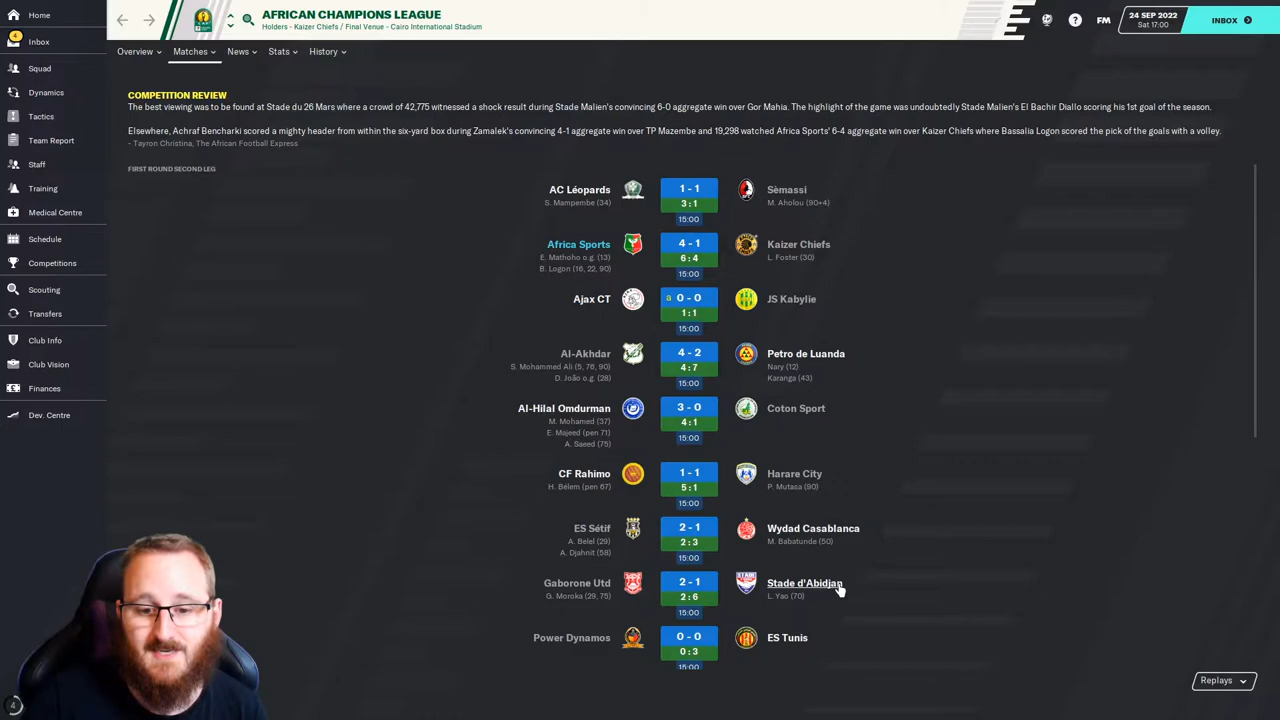 Home
4
Inbox
Squad
Dynamics
Tactics
Team Report
Staff
Training
Medical Centre
Schedule
Competitions
Scouting
Transfers
Club Info
Club Vision
Finances
Dev. Centre
4
AFRICAN CHAMPIONS LEAGUE
Holders - Kaizer Chiefs / Final Venue - Cairo International Stadium
? FM
24 SEP 2022
Sat 17:00
INBOX
Overview Matches News Stats History
COMPETITION REVIEW
The best viewing was to be found at Stade du 26 Mars where a crowd of 42,775 witnessed a shock result during Stade Malien's convincing 6-0 aggregate win over Gor Mahia. The highlight of the game was undoubtedly Stade Malien's El Bachir Diallo scoring his 1st goal of the season.
Elsewhere, Achraf Bencharki scored a mighty header from within the six-yard box during Zamalek's convincing 4-1 aggregate win over TP Mazembe and 19,298 watched Africa Sports' 6-4 aggregate win over Kaizer Chiefs where Bassalia Logon scored the pick of the goals with a volley.
- Tayron Christina, The African Football Express
FIRST ROUND SECOND LEG
AC Léopards 1 - 1 Sèmassi
S. Mampembe (34) 3 : 1 M. Aholou (90+4)
15:00
Africa Sports 4 - 1 Kaizer Chiefs
E. Mathoho o.g. (13) 6 : 4 L. Foster (30)
B. Logon (16, 22, 90) 15:00
Ajax CT a 0 - 0 JS Kabylie
1 : 1
15:00
Al-Akhdar 4 - 2 Petro de Luanda
S. Mohammed Ali (5, 78, 90) 4 : 7 Nary (12)
D. João o.g. (28) 15:00 Karanga (43)
Al-Hilal Omdurman 3 - 0 Coton Sport
M. Mohamed (37) 4 : 1
E. Majeed (pen 71) 15:00
A. Saeed (75)
CF Rahimo 1 - 1 Harare City
H. Bélem (pen 67) 5 : 1 P. Mutasa (90)
15:00
ES Sétif 2 - 1 Wydad Casablanca
A. Belel (29) 2 : 3 M. Babatunde (50)
A. Djahnit (58) 15:00
Gaborone Utd 2 - 1 Stade d'Abidjan
G. Moroka (29, 75) 2 : 6 L. Yao (70)
15:00
Power Dynamos 0 - 0 ES Tunis
0 : 3
15:00
Replays